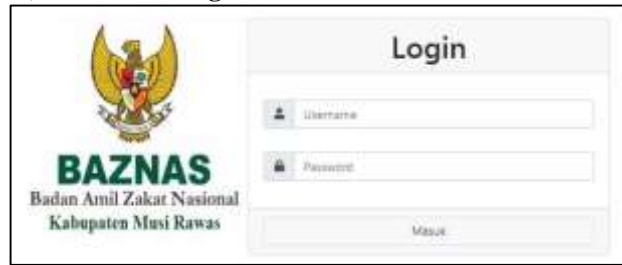 Login
Username
Password
BAZNAS
Badan Amil Zakat Nasional
Kabupaten Musi Rawas
Masuk